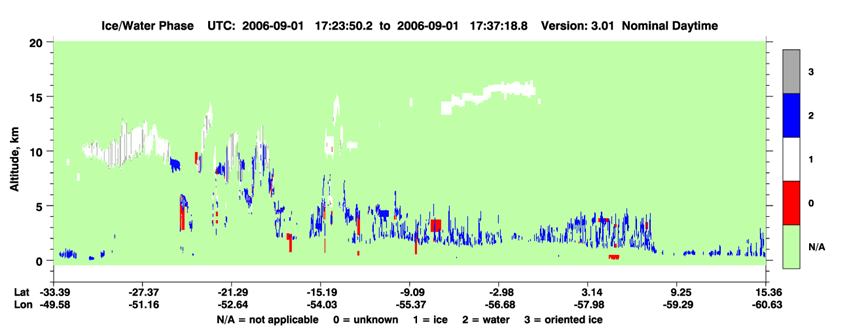 Ice/Water Phase UTC: 2006-09-01 17:23:50.2 to 2006-09-01 17:37:18.8 Version: 3.01 Nominal Daytime
20
15
10
5
0
Altitude, km
3
2
1
0
N/A
Lat -33.39 -27.37 -21.29 -15.19 -9.09 -2.98 3.14 9.25 15.36
Lon -49.58 -51.16 -52.64 -54.03 -55.37 -56.68 -57.98 -59.29 -60.63
N/A = not applicable 0 = unknown 1 = ice 2 = water 3 = oriented ice